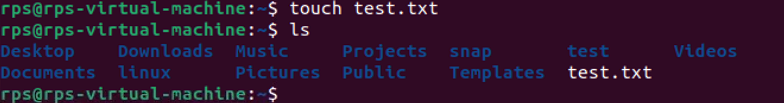 rps@rps-virtual-machine:~$ touch test.txt
rps@rps-virtual-machine:~$ ls
Desktop    Downloads  Music     Projects  snap       test      Videos
Documents  linux      Pictures  Public    Templates  test.txt
rps@rps-virtual-machine:~$